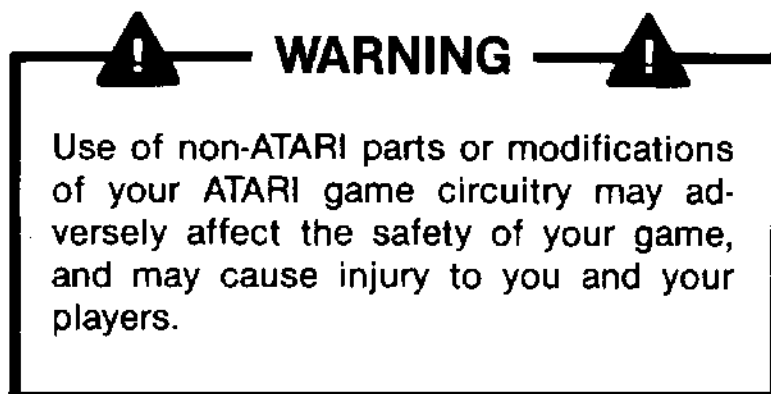 WARNING
Use of non-ATARI parts or modifications
of your ATARI game circuitry may ad-
versely affect the safety of your game,
and may cause injury to you and your
players.